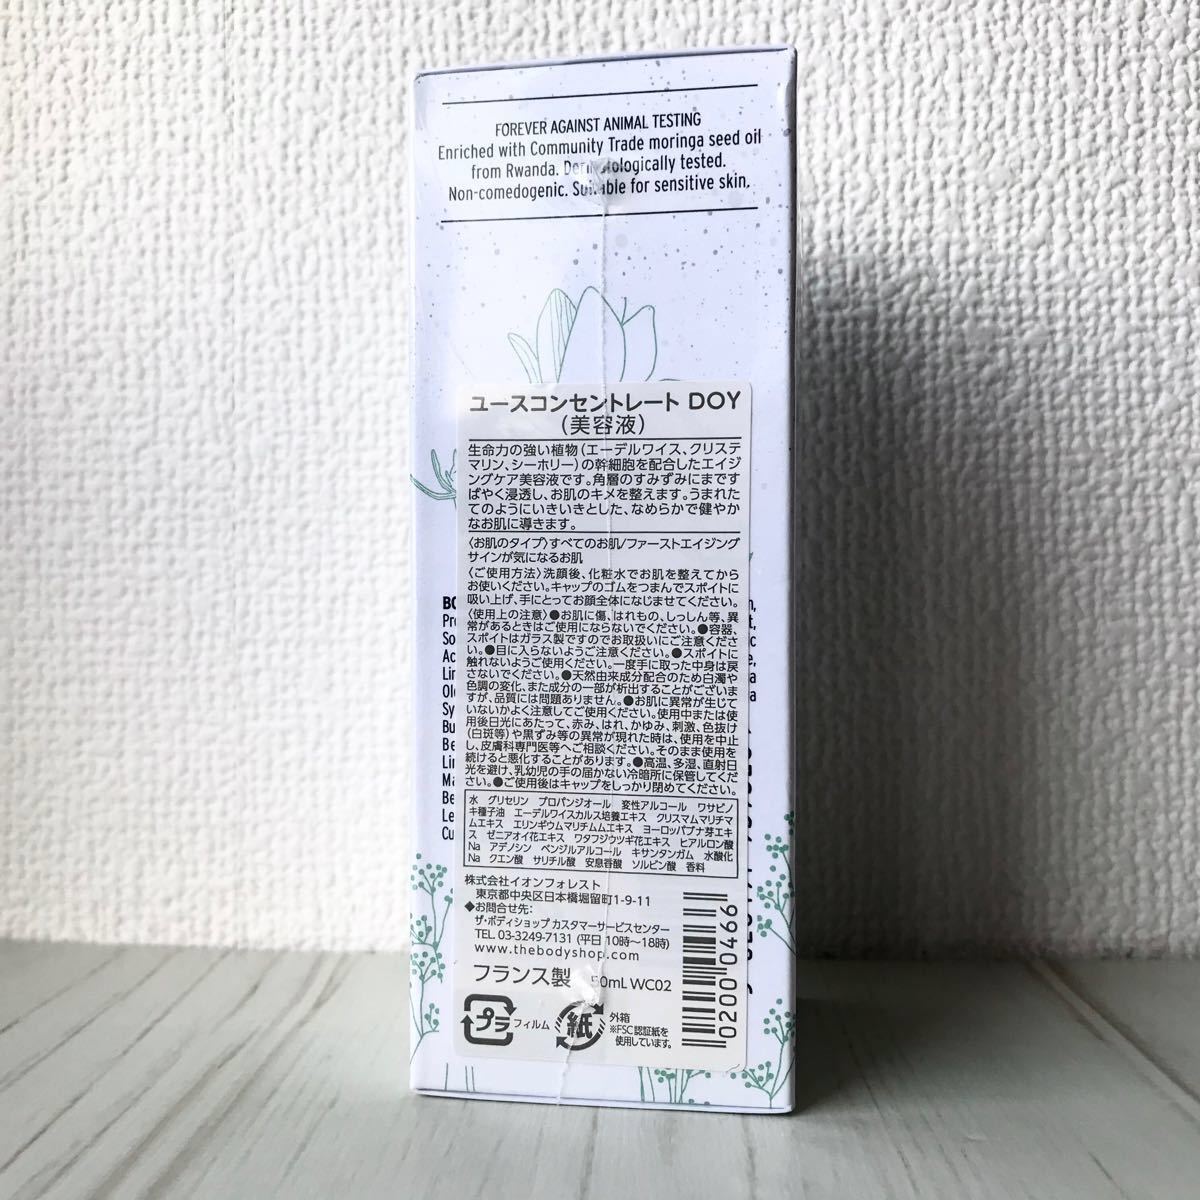 FOREVER AGAINST ANIMAL TESTING
Enriched with Community Trade moringa seed oil
from Rwanda. Dermatologically tested.
Non-comedogenic. Suitable for sensitive skin.
ユースコンセントレート DOY
(美容液)
生命力の強い植物(エーデルワイス、クリステ
マリン、シーホリー)の幹細胞を配合したエイジ
ングケア美容液です。角層のすみずみにまです
ばやく浸透し、お肌のキメを整えます。うまれた
てのようにいきいきとした、なめらかで健やか
なお肌に導きます。
〈お肌のタイプ〉すべてのお肌/ファーストエイジング
サインが気になるお肌
〈ご使用方法〉洗顔後、化粧水でお肌を整えてから
お使いください。キャップのゴムをつまんでスポイトに
吸い上げ、手にとってお顔全体になじませてください。
〈使用上の注意〉●お肌に傷、はれもの、しっしん等、異
常があるときはご使用にならないでください。●容器、
スポイトはガラス製ですのでお取扱いにご注意くださ
い。●目に入らないようご注意ください。●スポイトに
触れないようご使用ください。一度手に取った中身は戻
さないでください。●天然由来成分配合のため白濁や
色調の変化、また成分の一部が析出することがございま
すが、品質には問題ありません。●お肌に異常が生じて
いないかよく注意してご使用ください。使用中または使
用後日光にあたって、赤み、はれ、かゆみ、刺激、色抜け
(白斑等)や黒ずみ等の異常が現れた時は、使用を中止
し、皮膚科専門医等へご相談ください。そのまま使用を
続けると悪化することがあります。●高温、多湿、直射日
光を避け、乳幼児の手の届かない冷暗所に保管してくだ
さい。●ご使用後はキャップをしっかり閉めてください。
水 グリセリン プロパンジオール 変性アルコール ワサビノ
キ種子油 エーデルワイスカルス培養エキス クリスマムマリチマ
ムエキス エリンギウムマリチムムエキス ヨーロッパブナ芽エキ
ス ゼニアオイ花エキス ワタフジウツギ花エキス ヒアルロン酸
Na アデノシン ベンジルアルコール キサンタンガム 水酸化
Na クエン酸 サリチル酸 安息香酸 ソルビン酸 香料
株式会社イオンフォレスト
東京都中央区日本橋堀留町1-9-11
◆お問合せ先:
ザ・ボディショップ カスタマーサービスセンター
TEL 03-3249-7131 (平日 10時～18時)
www.thebodyshop.com
フランス製 50mL WC02
02000466
プラ フィルム
紙 外箱
※FSC認証紙を
使用しています。